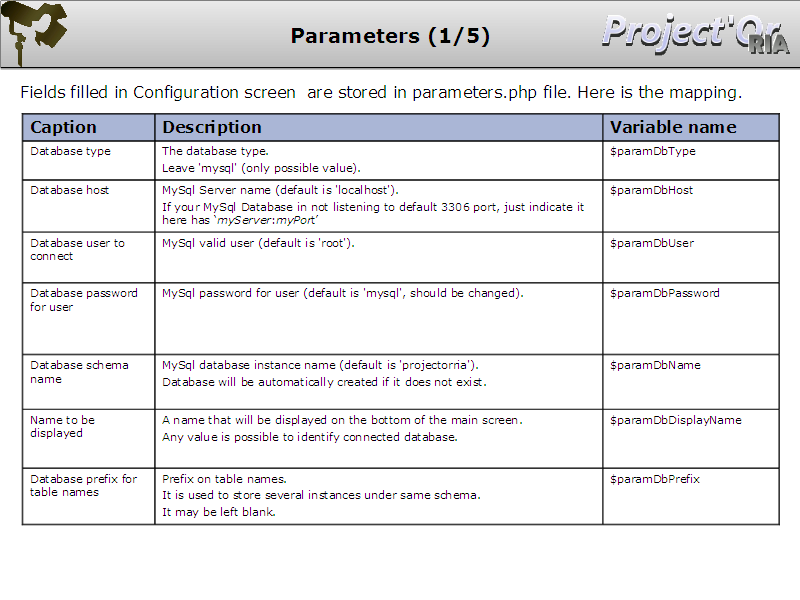 Parameters (1/5)
Project'Or
RIA
Fields filled in Configuration screen  are stored in parameters.php file. Here is the mapping.
Caption
Description
Variable name
Database type
The database type.
Leave 'mysql' (only possible value).
$paramDbType
Database host
MySql Server name (default is 'localhost').
If your MySql Database in not listening to default 3306 port, just indicate it
here has ‘myServer:myPort’
$paramDbHost
Database user to
connect
MySql valid user (default is 'root').
$paramDbUser
Database password
for user
MySql password for user (default is 'mysql', should be changed).
$paramDbPassword
Database schema
name
MySql database instance name (default is 'projectorria').
Database will be automatically created if it does not exist.
$paramDbName
Name to be
displayed
A name that will be displayed on the bottom of the main screen.
Any value is possible to identify connected database.
$paramDbDisplayName
Database prefix for
table names
Prefix on table names.
It is used to store several instances under same schema.
It may be left blank.
$paramDbPrefix